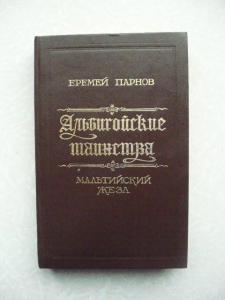 ЕРЕМЕЙ ПАРНОВ
Альбигойские
таинства
МАЛЬТИЙСКИЙ
ЖЕЗЛ